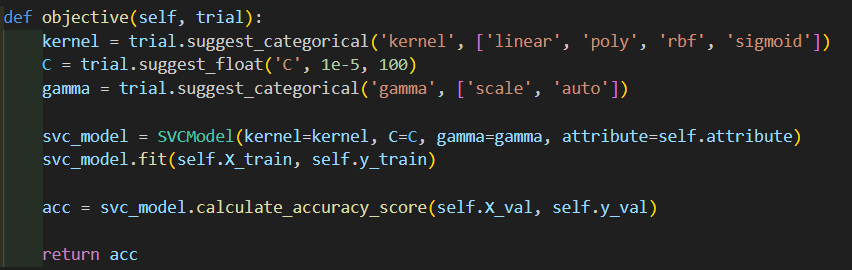 def objective(self, trial):
    kernel = trial.suggest_categorical('kernel', ['linear', 'poly', 'rbf', 'sigmoid'])
    C = trial.suggest_float('C', 1e-5, 100)
    gamma = trial.suggest_categorical('gamma', ['scale', 'auto'])

    svc_model = SVCModel(kernel=kernel, C=C, gamma=gamma, attribute=self.attribute)
    svc_model.fit(self.X_train, self.y_train)

    acc = svc_model.calculate_accuracy_score(self.X_val, self.y_val)

    return acc